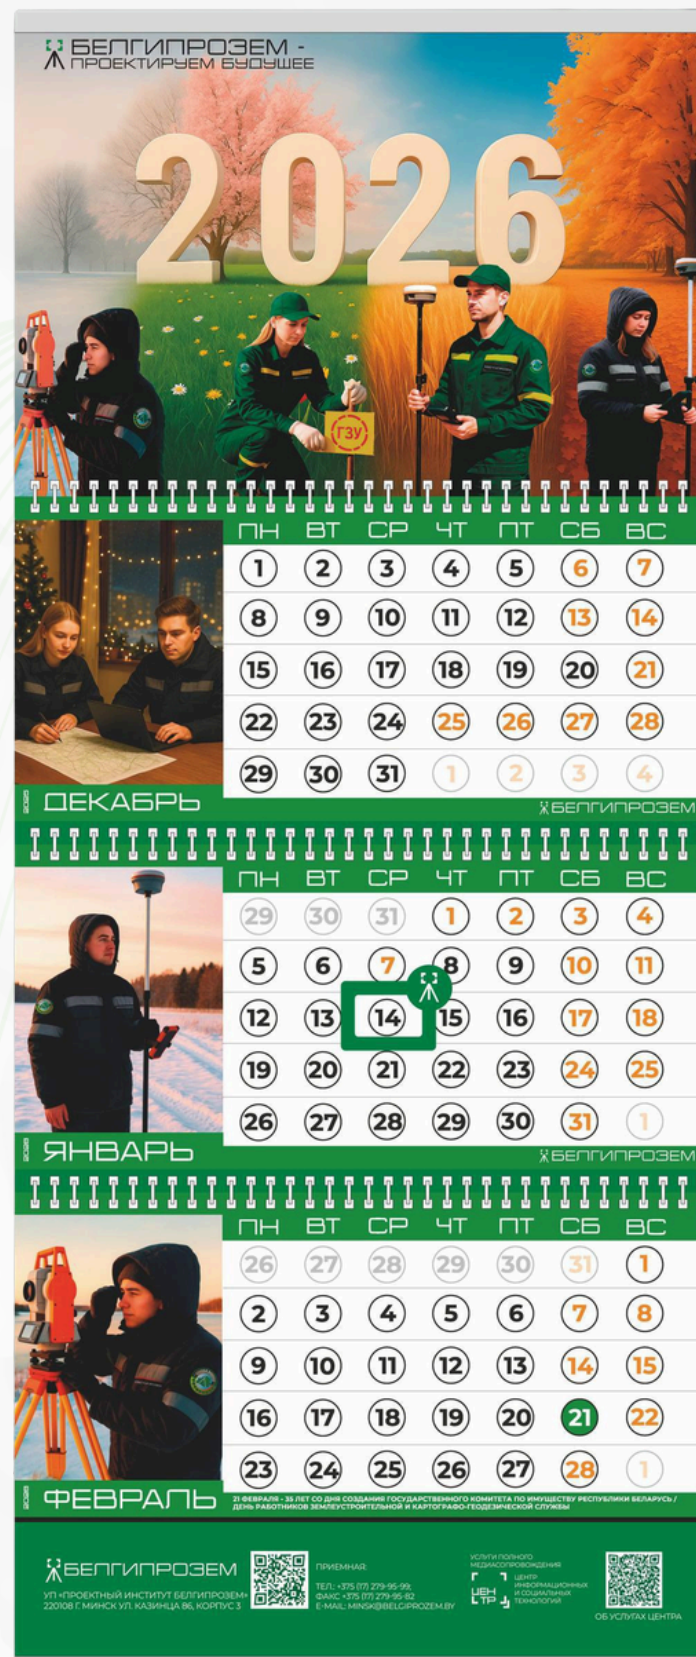 БЕЛГИПРОЗЕМ -
ПРОЕКТИРУЕМ БУДУЩЕЕ
2026
ГЗУ
ПН ВТ СР ЧТ ПТ СБ ВС
1 2 3 4 5 6 7
8 9 10 11 12 13 14
15 16 17 18 19 20 21
22 23 24 25 26 27 28
29 30 31 1 2 3 4
ДЕКАБРЬ
БЕЛГИПРОЗЕМ
ПН ВТ СР ЧТ ПТ СБ ВС
29 30 31 1 2 3 4
5 6 7 8 9 10 11
12 13 14 15 16 17 18
19 20 21 22 23 24 25
26 27 28 29 30 31 1
ЯНВАРЬ
БЕЛГИПРОЗЕМ
ПН ВТ СР ЧТ ПТ СБ ВС
26 27 28 29 30 31 1
2 3 4 5 6 7 8
9 10 11 12 13 14 15
16 17 18 19 20 21 22
23 24 25 26 27 28 1
ФЕВРАЛЬ
21 ФЕВРАЛЯ - 35 ЛЕТ СО ДНЯ СОЗДАНИЯ ГОСУДАРСТВЕННОГО КОМИТЕТА ПО ИМУЩЕСТВУ РЕСПУБЛИКИ БЕЛАРУСЬ /
ДЕНЬ РАБОТНИКОВ ЗЕМЛЕУСТРОИТЕЛЬНОЙ И КАРТОГРАФО-ГЕОДЕЗИЧЕСКОЙ СЛУЖБЫ
БЕЛГИПРОЗЕМ
УП «ПРОЕКТНЫЙ ИНСТИТУТ БЕЛГИПРОЗЕМ»
220108 Г. МИНСК УЛ. КАЗИНЦА 86, КОРПУС 3
ПРИЕМНАЯ:
ТЕЛ.: +375 (17) 279-95-99;
ФАКС +375 (17) 279-95-82
E-MAIL: MINSK@BELGIPROZEM.BY
УСЛУГИ ПОЛНОГО
МЕДИАСОПРОВОЖДЕНИЯ
ЦЕН
ТР
ЦЕНТР
ИНФОРМАЦИОННЫХ
И СОЦИАЛЬНЫХ
ТЕХНОЛОГИЙ
ОБ УСЛУГАХ ЦЕНТРА